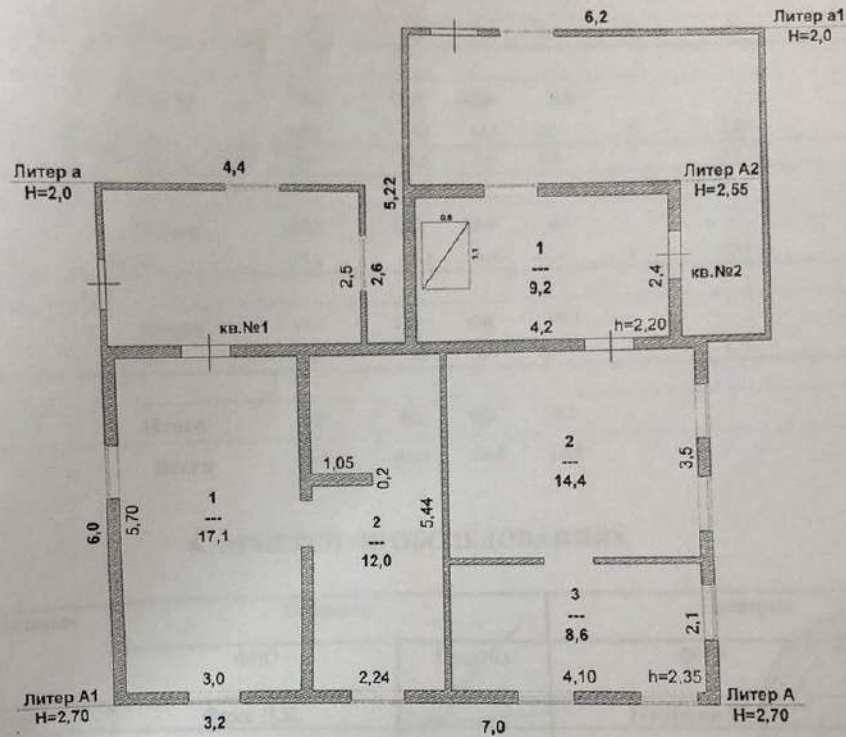 6,2
Литер а1
Н=2,0
Литер а
Н=2,0
4,4
5,22
Литер А2
Н=2,55
0,8
1,1
1
---
9,2
2,5
2,6
2,4
кв.№2
кв.№1
4,2
h=2,20
1,05
0,2
2
---
14,4
3,5
6,0
5,70
1
---
17,1
2
---
12,0
5,44
3
---
8,6
2,1
3,0
2,24
4,10
h=2,35
Литер А1
Н=2,70
3,2
7,0
Литер А
Н=2,70